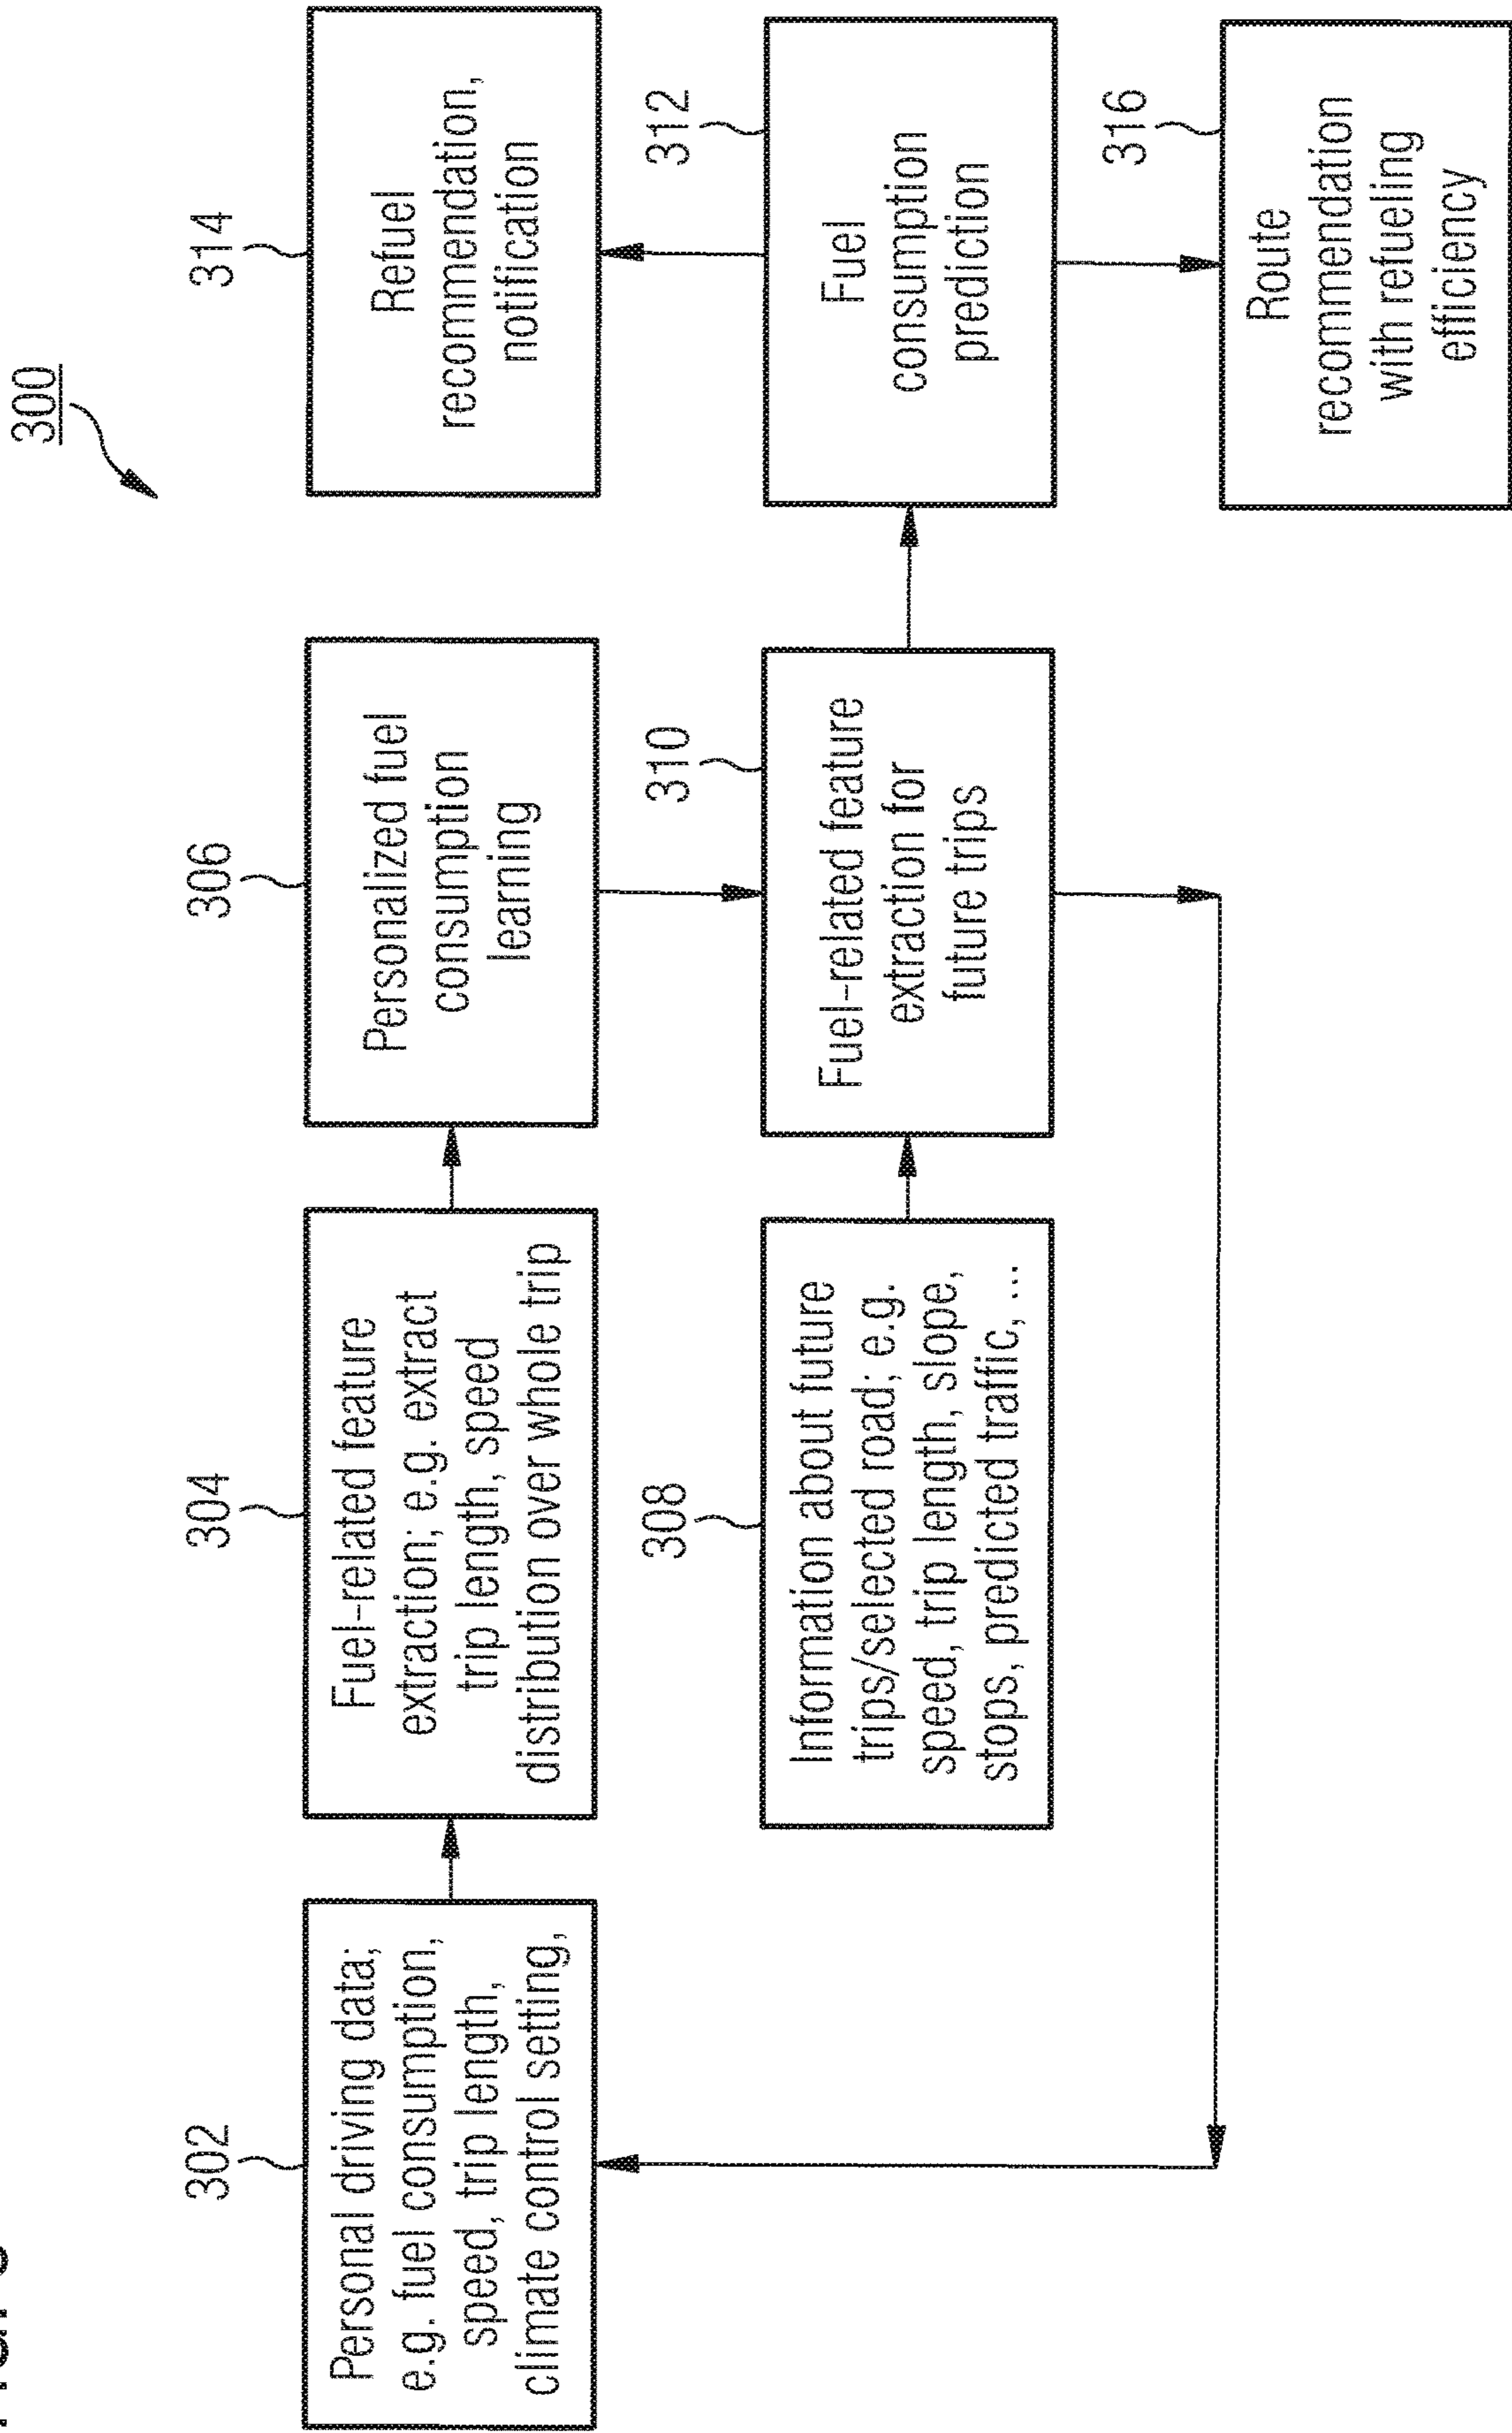 300
302
Personal driving data;
e.g. fuel consumption,
speed, trip length,
climate control setting,
304
Fuel-related feature
extraction; e.g. extract
trip length, speed
distribution over whole trip
306
Personalized fuel
consumption
learning
314
Refuel
recommendation,
notification
308
Information about future
trips/selected road; e.g.
speed, trip length, slope,
stops, predicted traffic, ...
310
Fuel-related feature
extraction for
future trips
312
Fuel
consumption
prediction
316
Route
recommendation
with refueling
efficiency